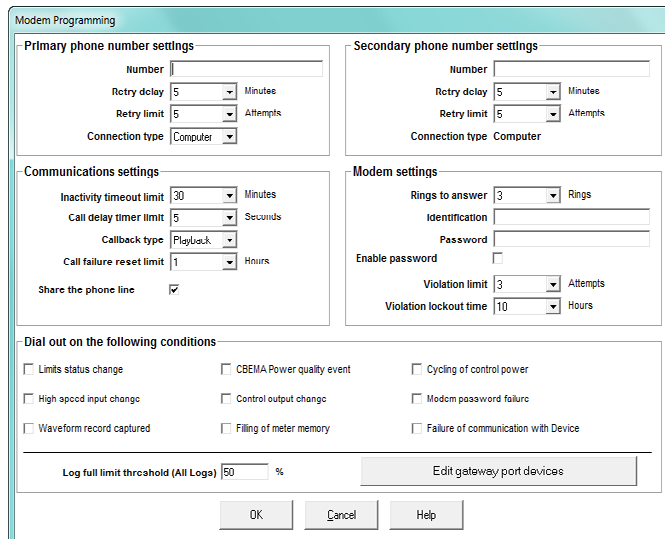 Modem Programming
Primary phone number settings
Number
Retry delay 5 Minutes
Retry limit 5 Attempts
Connection type Computer
Secondary phone number settings
Number
Retry delay 5 Minutes
Retry limit 5 Attempts
Connection type Computer
Communications settings
Inactivity timeout limit 30 Minutes
Call delay timer limit 5 Seconds
Callback type Playback
Call failure reset limit 1 Hours
Share the phone line
Modem settings
Rings to answer 3 Rings
Identification
Password
Enable password
Violation limit 3 Attempts
Violation lockout time 10 Hours
Dial out on the following conditions
Limits status change CBEMA Power quality event Cycling of control power
High speed input change Control output change Modem password failure
Waveform record captured Filling of meter memory Failure of communication with Device
Log full limit threshold (All Logs) 50 % Edit gateway port devices
OK Cancel Help